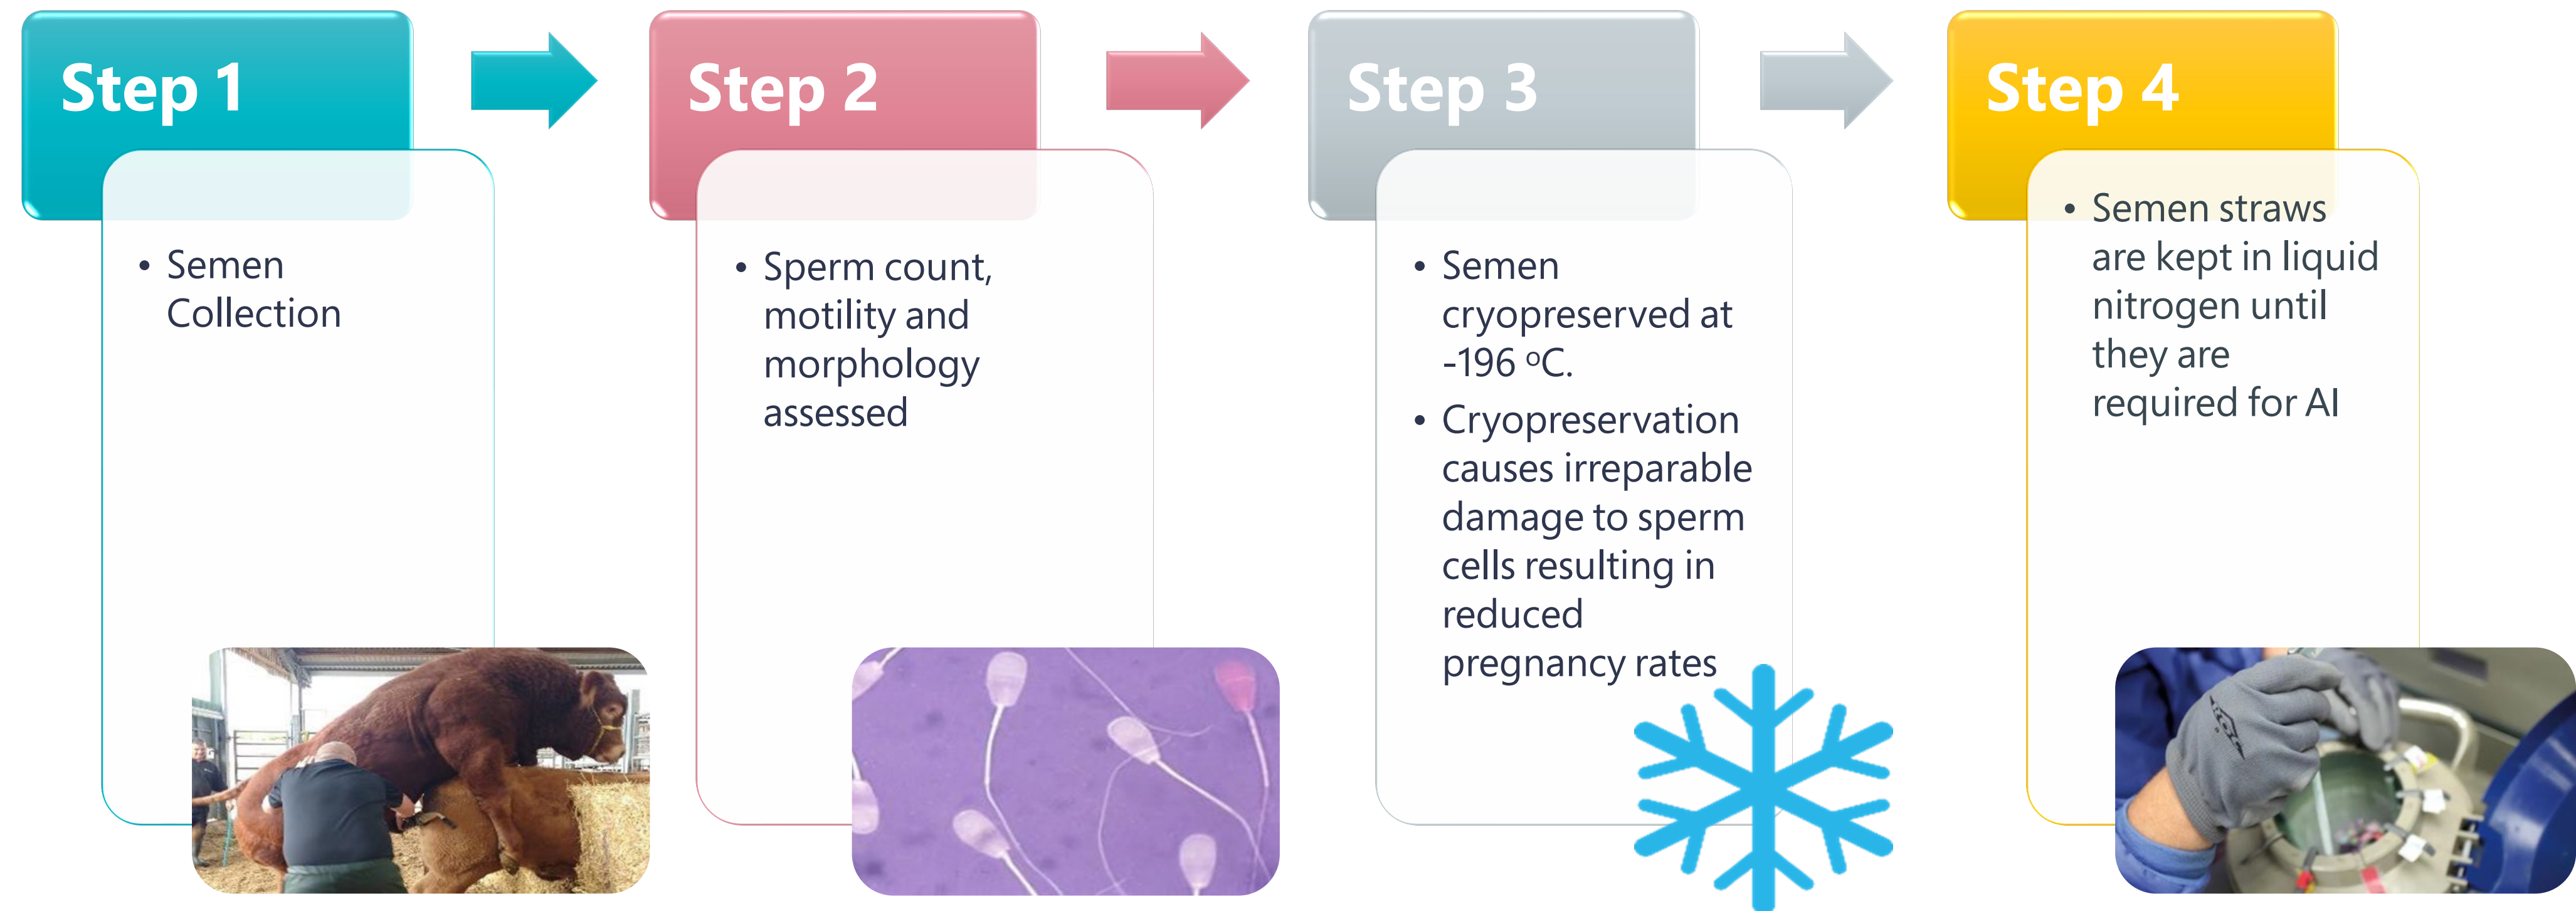 Step 1
• Semen
Collection
Step 2
• Sperm count,
motility and
morphology
assessed
Step 3
• Semen
cryopreserved at
-196 ºC.
• Cryopreservation
causes irreparable
damage to sperm
cells resulting in
reduced
pregnancy rates
Step 4
• Semen straws
are kept in liquid
nitrogen until
they are
required for AI